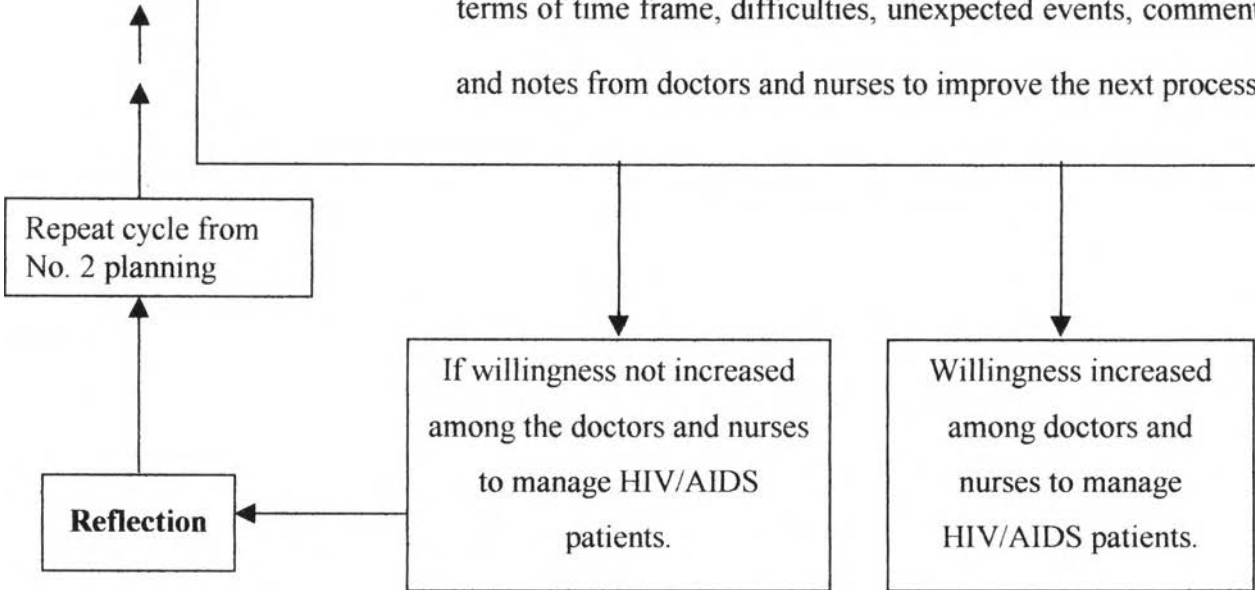 terms of time frame, difficulties, unexpected events, comment
and notes from doctors and nurses to improve the next process
Repeat cycle from
No. 2 planning
If willingness not increased
among the doctors and nurses
to manage HIV/AIDS
patients.
Willingness increased
among doctors and
nurses to manage
HIV/AIDS patients.
Reflection